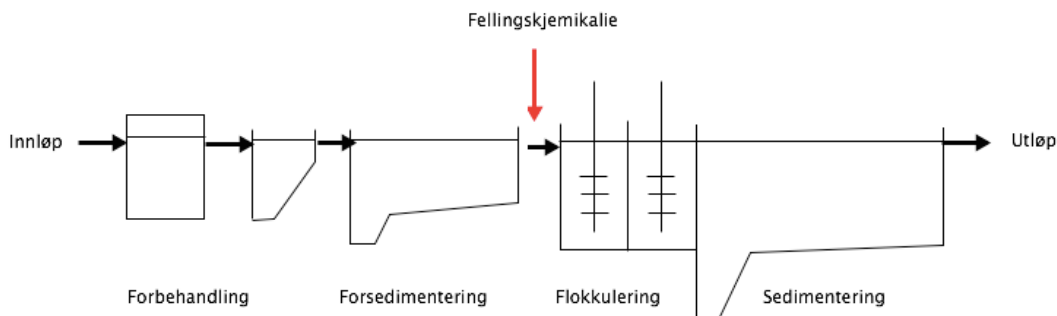 Fellingskjemikalie
Innløp
Utløp
Forbehandling
Forsedimentering
Flokkulering
Sedimentering